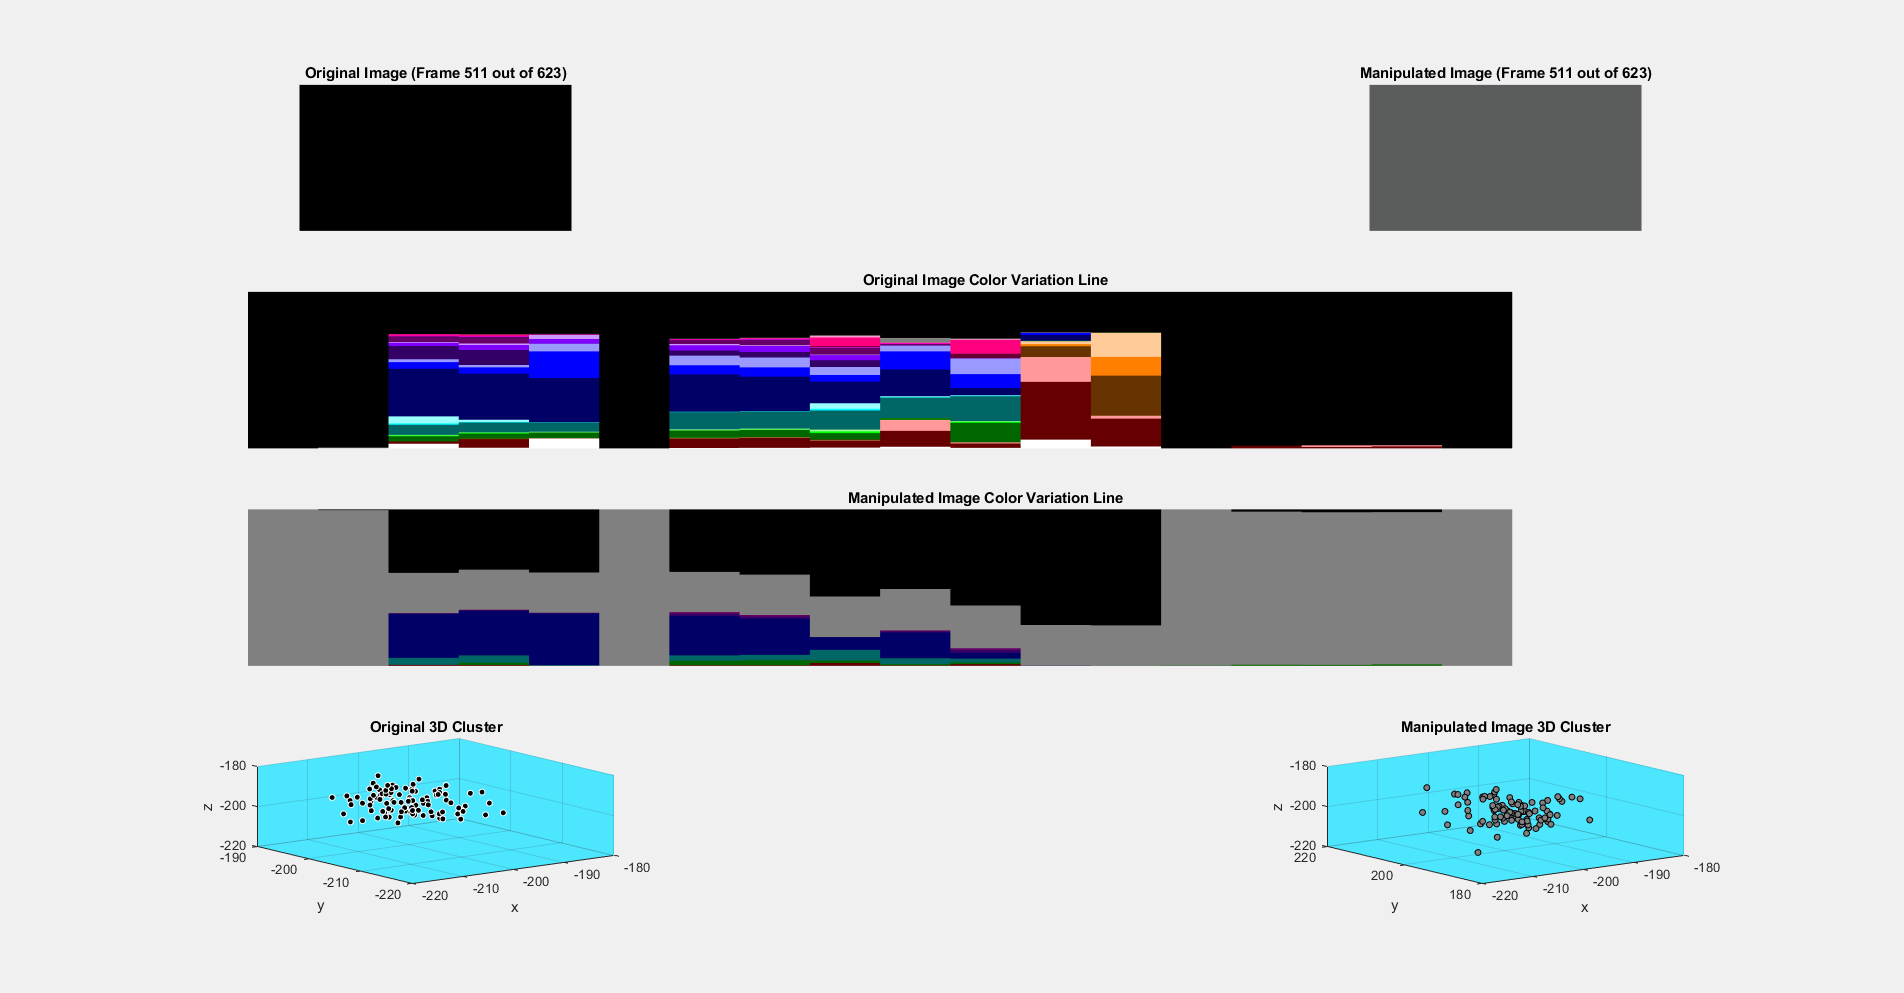 Original Image (Frame 511 out of 623)
Manipulated Image (Frame 511 out of 623)
Original Image Color Variation Line
Manipulated Image Color Variation Line
Original 3D Cluster
-180
-200
-220
z
-190
-200
-210
-220
y
-220
-210
-200
-190
-180
x
Manipulated Image 3D Cluster
-180
-200
-220
z
220
200
180
y
-220
-210
-200
-190
-180
x